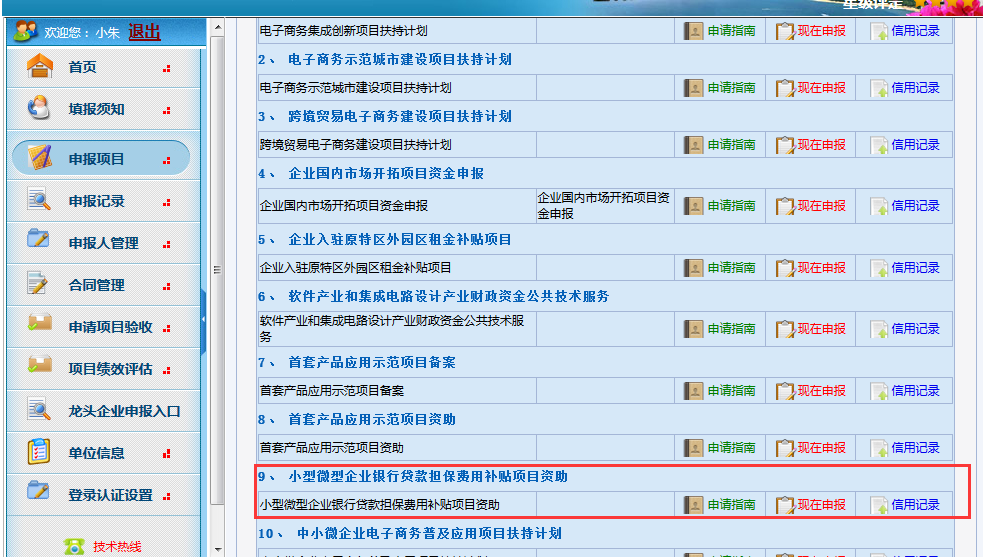 星级评定
欢迎您: 小朱 退出
首页
填报须知
申报项目
申报记录
申报人管理
合同管理
申请项目验收
项目绩效评估
龙头企业申报入口
单位信息
登录认证设置
技术热线
电子商务集成创新项目扶持计划 申请指南 现在申报 信用记录
2、 电子商务示范城市建设项目扶持计划
电子商务示范城市建设项目扶持计划 申请指南 现在申报 信用记录
3、 跨境贸易电子商务建设项目扶持计划
跨境贸易电子商务建设项目扶持计划 申请指南 现在申报 信用记录
4、 企业国内市场开拓项目资金申报
企业国内市场开拓项目资金申报 企业国内市场开拓项目资 申请指南 现在申报 信用记录
金申报
5、 企业入驻原特区外园区租金补贴项目
企业入驻原特区外园区租金补贴项目 申请指南 现在申报 信用记录
6、 软件产业和集成电路设计产业财政资金公共技术服务
软件产业和集成电路设计产业财政资金公共技术服 申请指南 现在申报 信用记录
务
7、 首套产品应用示范项目备案
首套产品应用示范项目备案 申请指南 现在申报 信用记录
8、 首套产品应用示范项目资助
首套产品应用示范项目资助 申请指南 现在申报 信用记录
9、 小型微型企业银行贷款担保费用补贴项目资助
小型微型企业银行贷款担保费用补贴项目资助 申请指南 现在申报 信用记录
10、 中小微企业电子商务普及应用项目扶持计划